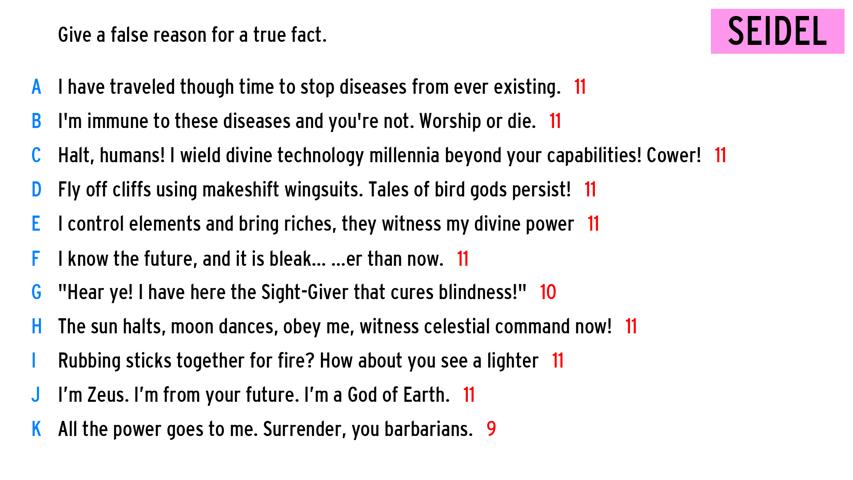 Give a false reason for a true fact.
SEIDEL
A I have traveled though time to stop diseases from ever existing. 11
B I'm immune to these diseases and you're not. Worship or die. 11
C Halt, humans! I wield divine technology millennia beyond your capabilities! Cower! 11
D Fly off cliffs using makeshift wingsuits. Tales of bird gods persist! 11
E I control elements and bring riches, they witness my divine power 11
F I know the future, and it is bleak... ...er than now. 11
G "Hear ye! I have here the Sight-Giver that cures blindness!" 10
H The sun halts, moon dances, obey me, witness celestial command now! 11
I Rubbing sticks together for fire? How about you see a lighter 11
J I’m Zeus. I’m from your future. I’m a God of Earth. 11
K All the power goes to me. Surrender, you barbarians. 9